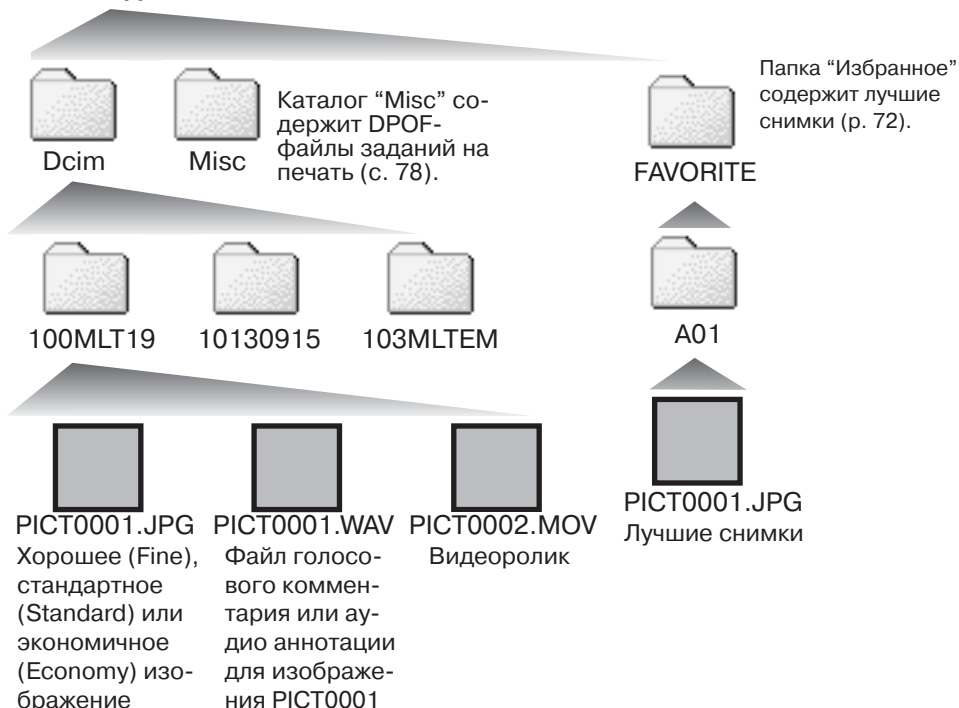 Папка “Избранное”
содержит лучшие
снимки (p. 72).
Каталог “Misc” со-
держит DPOF-
файлы заданий на
печать (с. 78).
Dcim
Misc
FAVORITE
100MLT19
10130915
103MLTEM
A01
PICT0001.JPG
Хорошее (Fine),
стандартное
(Standard) или
экономичное
(Economy) изо-
бражение
PICT0001.WAV
Файл голосо-
вого коммен-
тария или ау-
дио аннотации
для изображе-
ния PICT0001
PICT0002.MOV
Видеоролик
PICT0001.JPG
Лучшие снимки